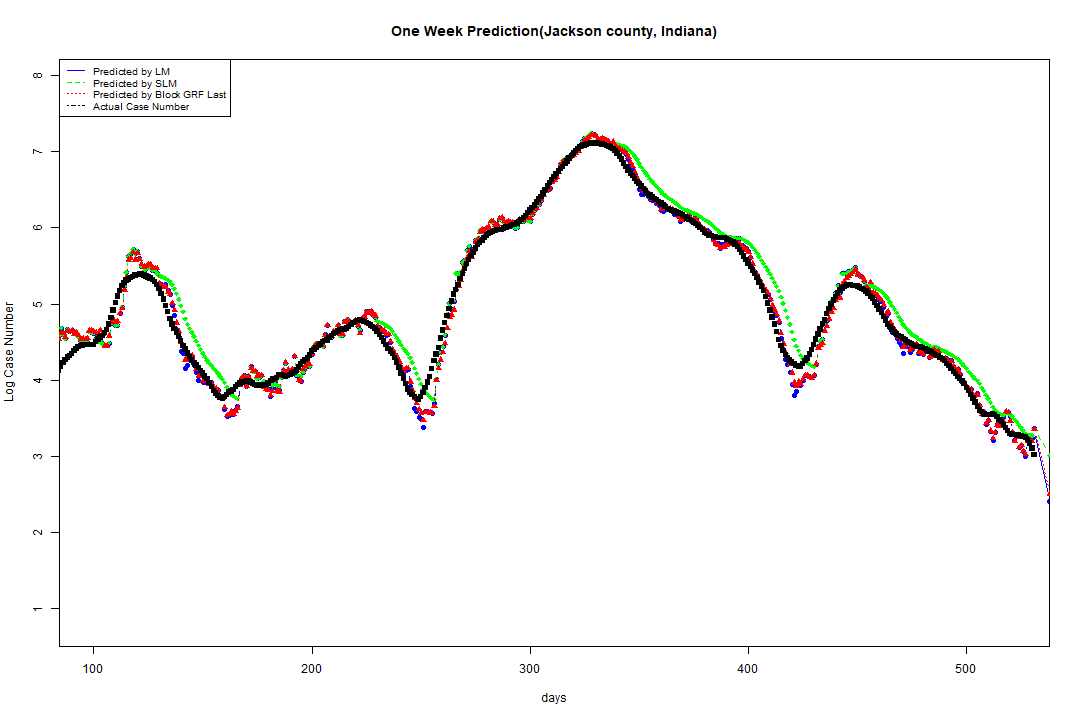 One Week Prediction(Jackson county, Indiana)
Predicted by LM
Predicted by SLM
Predicted by Block GRF Last
Actual Case Number
8
7
6
5
4
3
2
1
Log Case Number
100 200 300 400 500
days